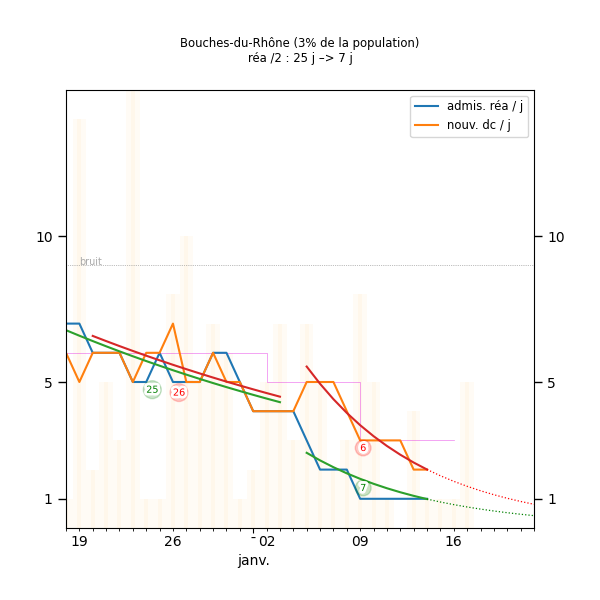 Bouches-du-Rhône (3% de la population)
réa /2 : 25 j –> 7 j
admis. réa / j
nouv. dc / j
10
10
bruit
5
5
25
26
6
7
1
1
19
26
02
09
16
janv.